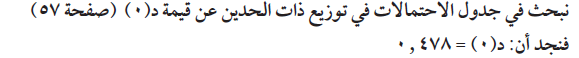 نبحث في جدول الاحتمالات في توزيع ذات الحدين عن قيمة د(٠) (صفحة ٥٧)
فنجد أن: د(٠) = ٤٧٨ , ٠